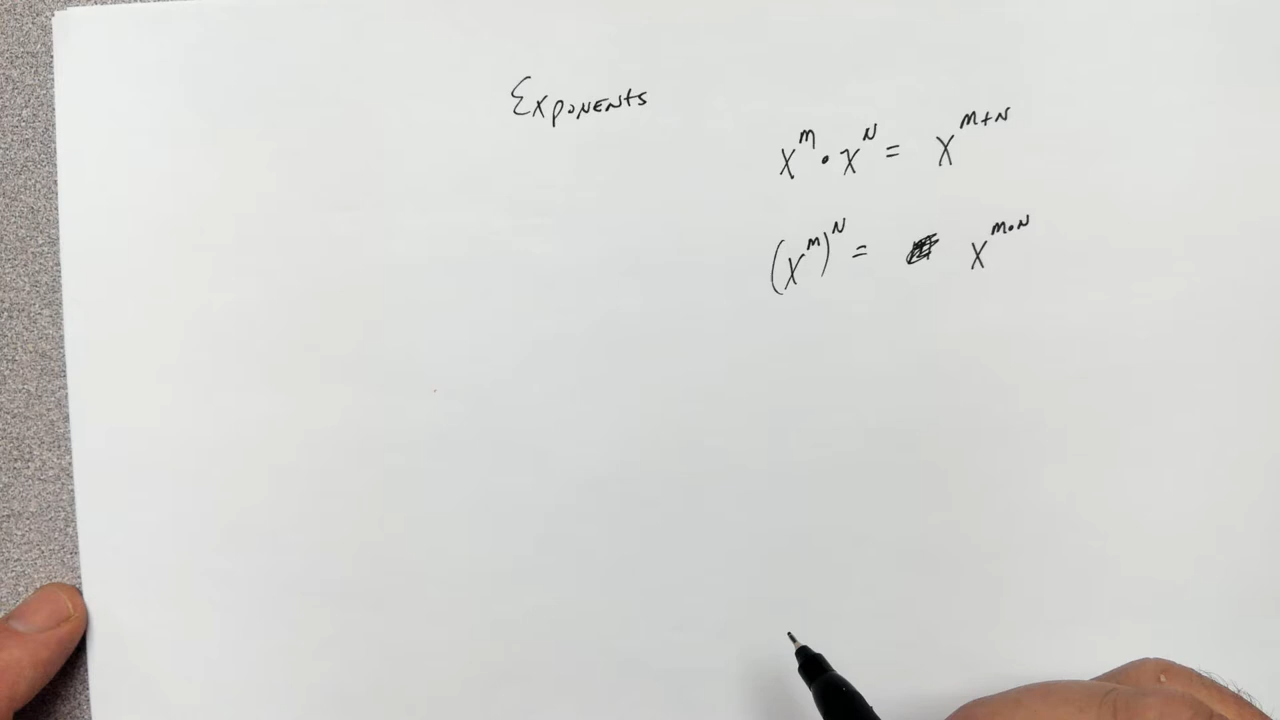 Exponents
x^m · x^n = x^{m+n}
(x^m)^n = x^{m·n}